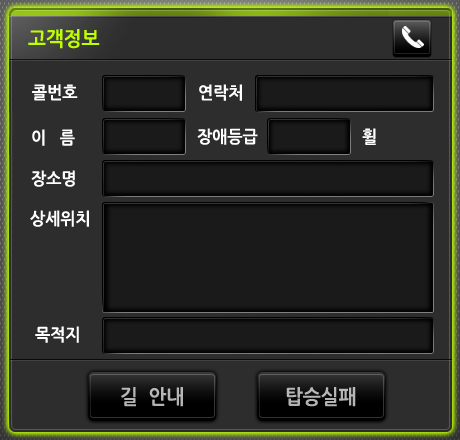 고객정보
콜번호 연락처
이 름 장애등급 휠
장소명
상세위치
목적지
길 안내 탑승실패